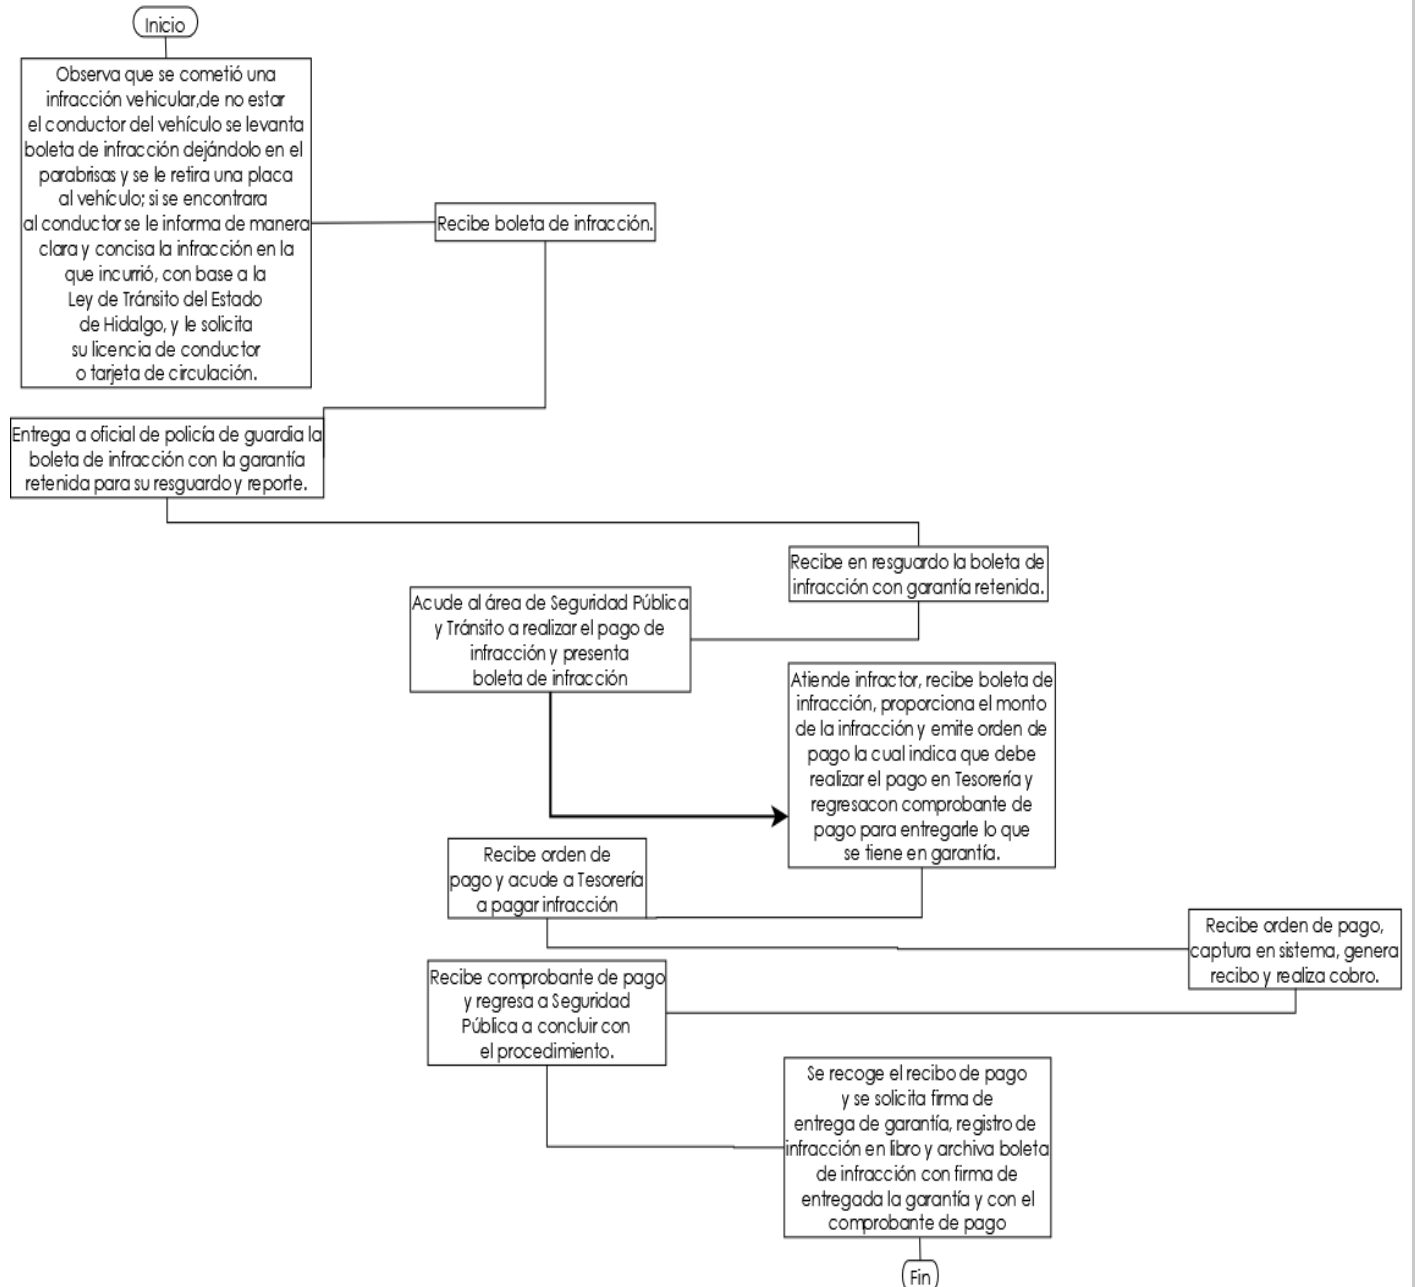 Inicio
Observa que se cometió una
infracción vehicular,de no estar
el conductor del vehículo se levanta
boleta de infracción dejándolo en el
parabrisas y se le retira una placa
al vehículo; si se encontrara
al conductor se le informa de manera
clara y concisa la infracción en la
que incurrió, con base a la
Ley de Tránsito del Estado
de Hidalgo, y le solicita
su licencia de conductor
o tarjeta de circulación.
Recibe boleta de infracción.
Entrega a oficial de policía de guardia la
boleta de infracción con la garantía
retenida para su resguardo y reporte.
Recibe en resguardo la boleta de
infracción con garantía retenida.
Acude al área de Seguridad Pública
y Tránsito a realizar el pago de
infracción y presenta
boleta de infracción
Atiende infractor, recibe boleta de
infracción, proporciona el monto
de la infracción y emite orden de
pago la cual indica que debe
realizar el pago en Tesorería y
regresacon comprobante de
pago para entregarle lo que
se tiene en garantía.
Recibe orden de
pago y acude a Tesorería
a pagar infracción
Recibe orden de pago,
captura en sistema, genera
recibo y realiza cobro.
Recibe comprobante de pago
y regresa a Seguridad
Pública a concluir con
el procedimiento.
Se recoge el recibo de pago
y se solicita firma de
entrega de garantía, registro de
infracción en libro y archiva boleta
de infracción con firma de
entregada la garantía y con el
comprobante de pago
Fin